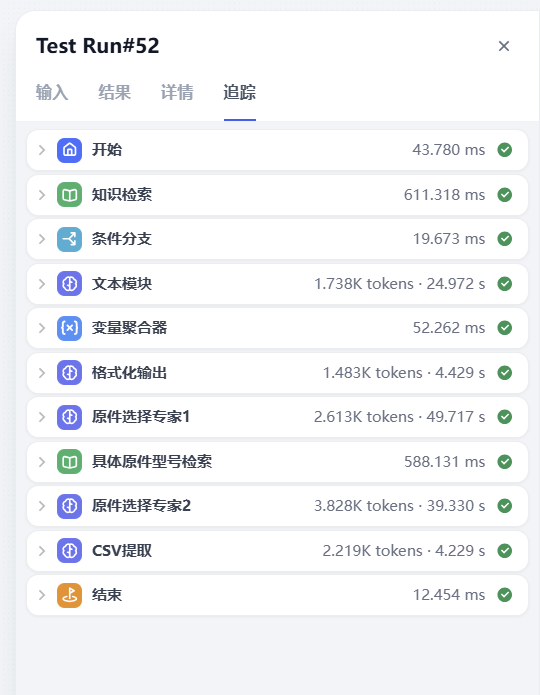 Test Run#52
输入 结果 详情 追踪
开始 43.780 ms
知识检索 611.318 ms
条件分支 19.673 ms
文本模块 1.738K tokens · 24.972 s
变量聚合器 52.262 ms
格式化输出 1.483K tokens · 4.429 s
原件选择专家1 2.613K tokens · 49.717 s
具体原件型号检索 588.131 ms
原件选择专家2 3.828K tokens · 39.330 s
CSV提取 2.219K tokens · 4.229 s
结束 12.454 ms